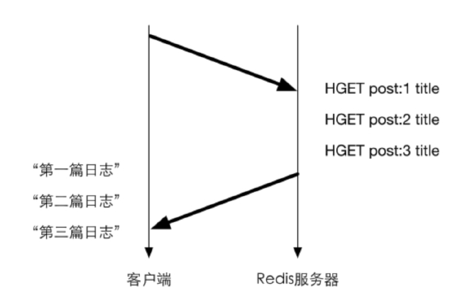 HGET post:1 title
HGET post:2 title
HGET post:3 title
“第一篇日志”
“第二篇日志”
“第三篇日志”
客户端
Redis服务器